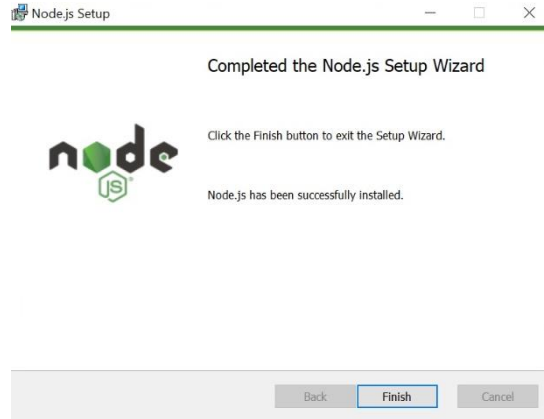 Node.js Setup
Completed the Node.js Setup Wizard
node
JS
Click the Finish button to exit the Setup Wizard.
Node.js has been successfully installed.
Back
Finish
Cancel